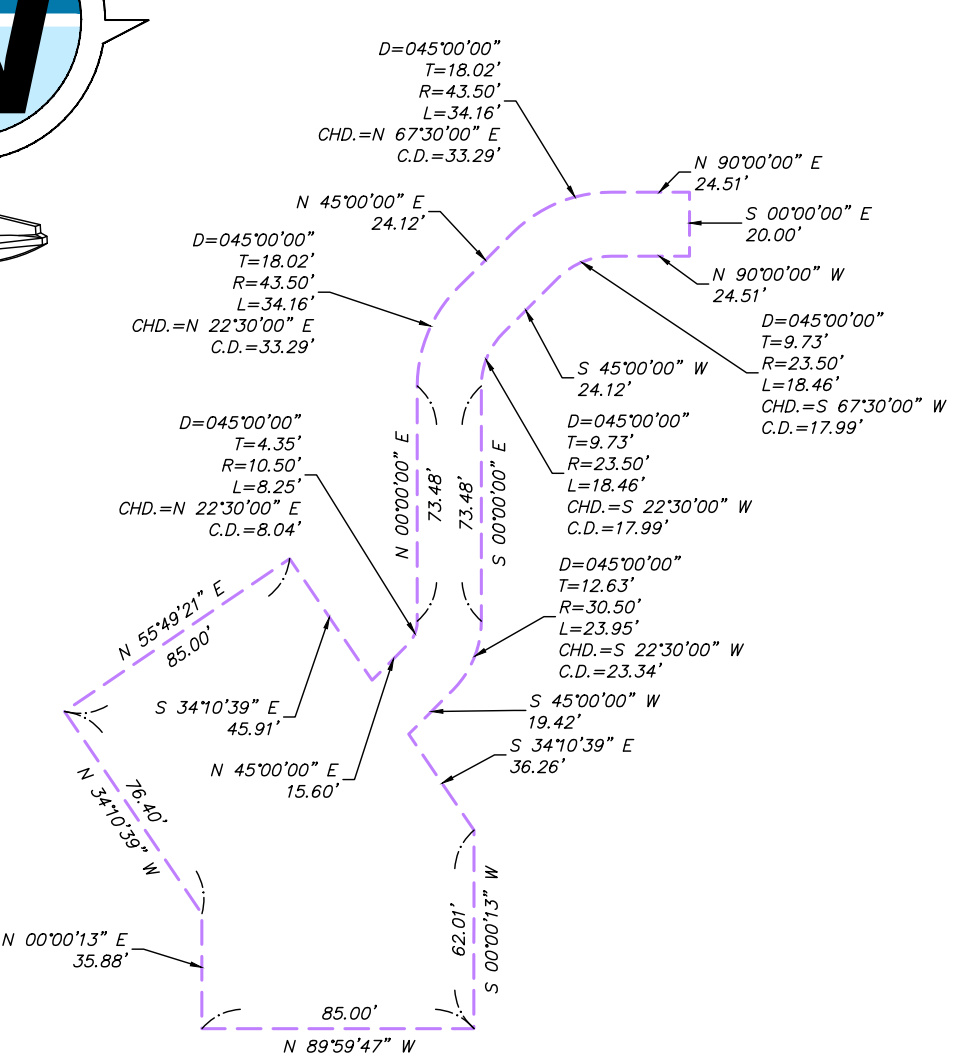 D=045°00'00"
T=18.02'
R=43.50'
L=34.16'
CHD.=N 67°30'00" E
C.D.=33.29'
N 90°00'00" E
24.51'
N 45°00'00" E
24.12'
S 00°00'00" E
20.00'
D=045°00'00"
T=18.02'
R=43.50'
L=34.16'
CHD.=N 22°30'00" E
C.D.=33.29'
N 90°00'00" W
24.51'
D=045°00'00"
T=9.73'
R=23.50'
L=18.46'
CHD.=S 67°30'00" W
C.D.=17.99'
S 45°00'00" W
24.12'
D=045°00'00"
T=4.35'
R=10.50'
L=8.25'
CHD.=N 22°30'00" E
C.D.=8.04'
N 00°00'00" E
73.48'
73.48'
S 00°00'00" E
D=045°00'00"
T=9.73'
R=23.50'
L=18.46'
CHD.=S 22°30'00" W
C.D.=17.99'
D=045°00'00"
T=12.63'
R=30.50'
L=23.95'
CHD.=S 22°30'00" W
C.D.=23.34'
N 55°49'21" E
85.00'
S 34°10'39" E
45.91'
S 45°00'00" W
19.42'
S 34°10'39" E
36.26'
N 45°00'00" E
15.60'
76.40'
N 34°10'39" W
N 00°00'13" E
35.88'
62.01'
S 00°00'13" W
85.00'
N 89°59'47" W